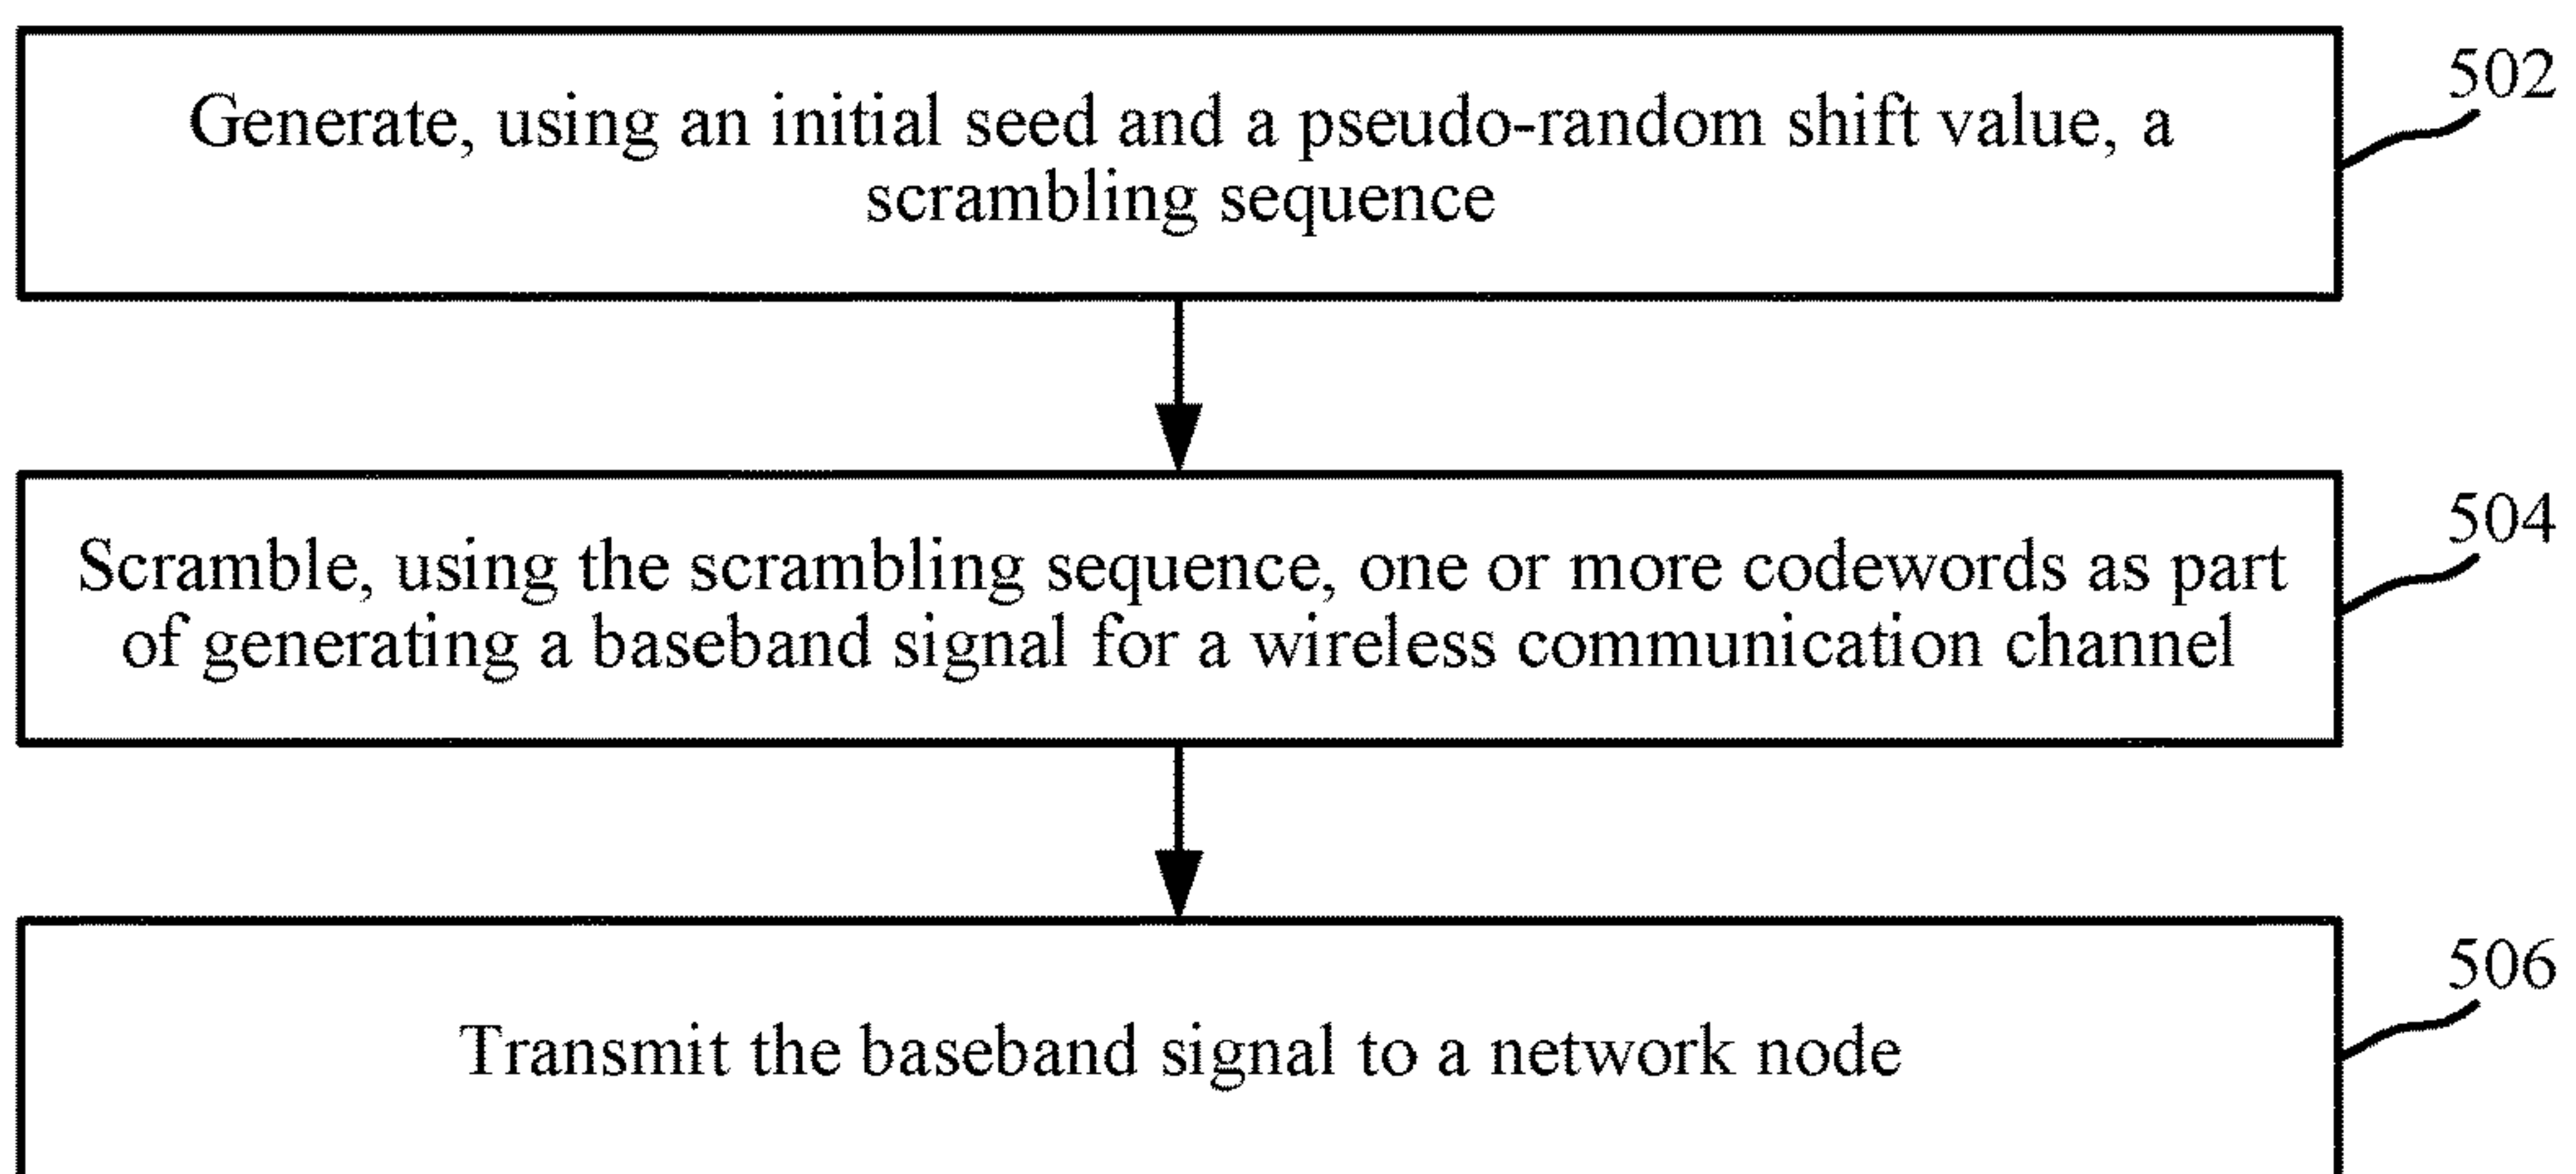 Generate, using an initial seed and a pseudo-random shift value, a
scrambling sequence
502
Scramble, using the scrambling sequence, one or more codewords as part
of generating a baseband signal for a wireless communication channel
504
Transmit the baseband signal to a network node
506